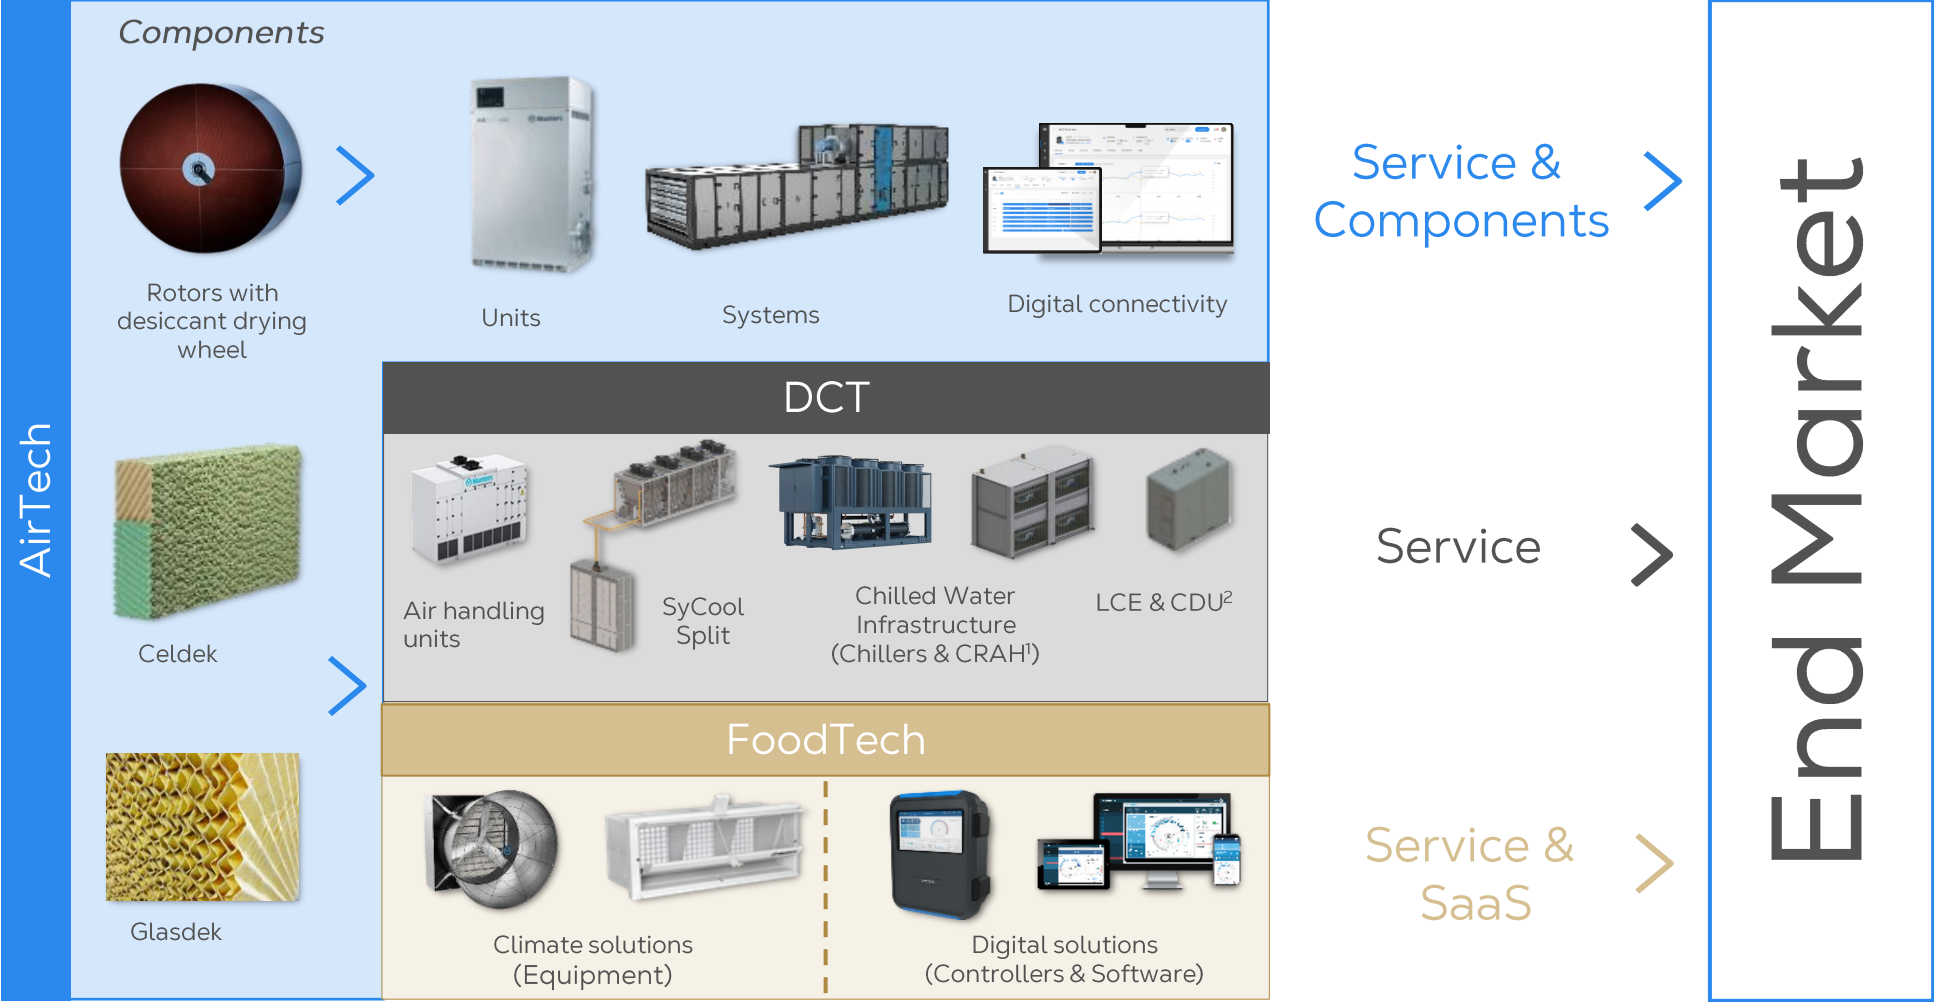 AirTech
Components
Rotors with
desiccant drying
wheel
Units
Systems
Digital connectivity
Celdek
Glasdek
Munters
DCT
Munters
Air handling
units
SyCool
Split
Chilled Water
Infrastructure
(Chillers & CRAH¹)
LCE & CDU²
FoodTech
Climate solutions
(Equipment)
Digital solutions
(Controllers & Software)
Service &
Components
Service
Service &
SaaS
End Market